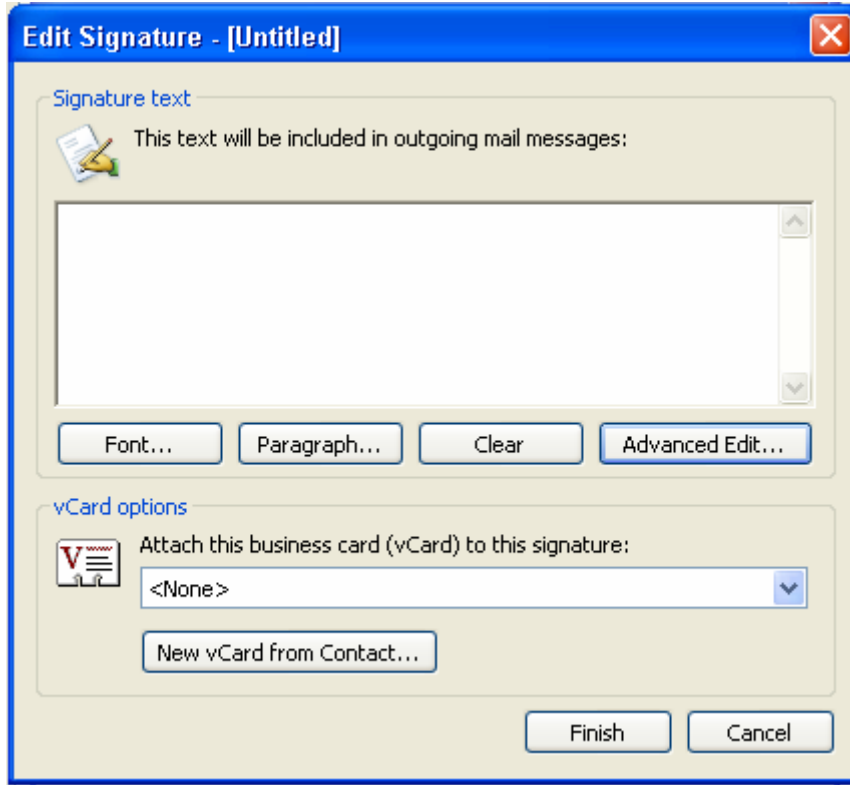 Edit Signature - [Untitled]
Signature text
This text will be included in outgoing mail messages:
Font...
Paragraph...
Clear
Advanced Edit...
vCard options
V
Attach this business card (vCard) to this signature:
<None>
New vCard from Contact...
Finish
Cancel